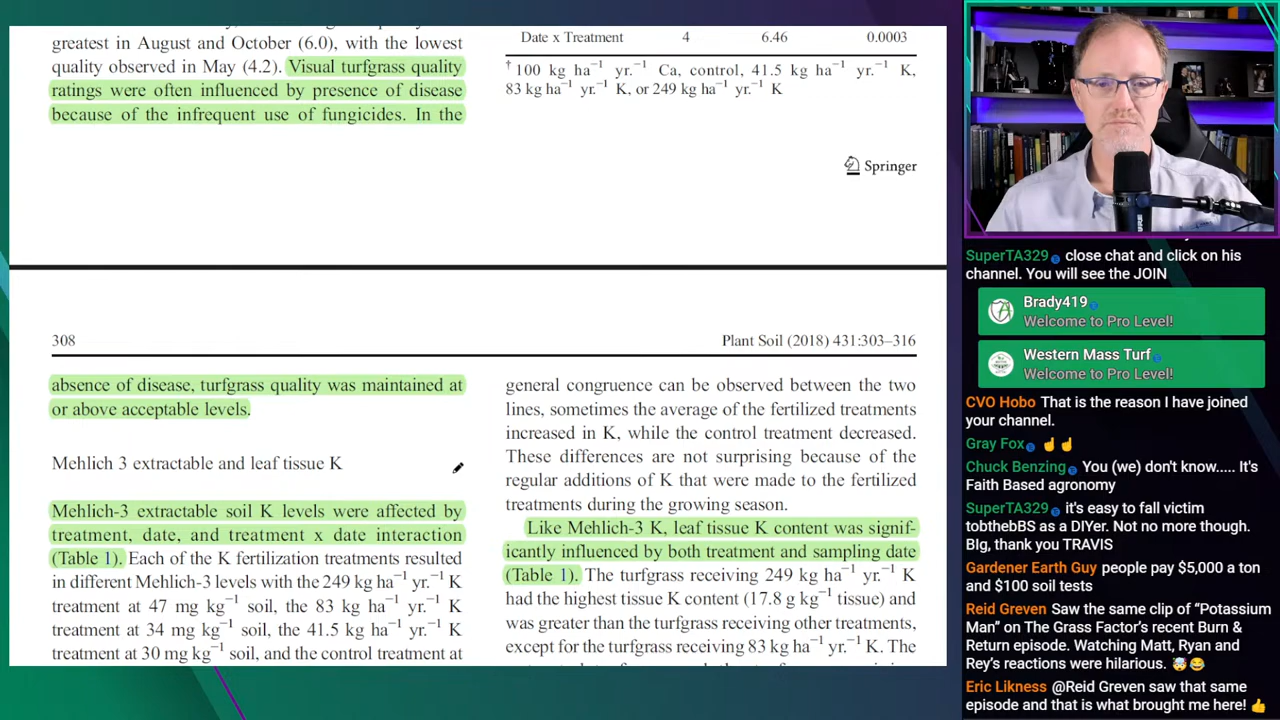 greatest in August and October (6.0), with the lowest
quality observed in May (4.2). Visual turfgrass quality
ratings were often influenced by presence of disease
because of the infrequent use of fungicides. In the
Date x Treatment 4 6.46 0.0003
†100 kg ha−1 yr.−1 Ca, control, 41.5 kg ha−1 yr.−1 K,
83 kg ha−1 yr.−1 K, or 249 kg ha−1 yr.−1 K
Springer
308 Plant Soil (2018) 431:303–316
absence of disease, turfgrass quality was maintained at
or above acceptable levels.
Mehlich 3 extractable and leaf tissue K
Mehlich-3 extractable soil K levels were affected by
treatment, date, and treatment x date interaction
(Table 1). Each of the K fertilization treatments resulted
in different Mehlich-3 levels with the 249 kg ha−1 yr.−1 K
treatment at 47 mg kg−1 soil, the 83 kg ha−1 yr.−1 K
treatment at 34 mg kg−1 soil, the 41.5 kg ha−1 yr.−1 K
treatment at 30 mg kg−1 soil, and the control treatment at
general congruence can be observed between the two
lines, sometimes the average of the fertilized treatments
increased in K, while the control treatment decreased.
These differences are not surprising because of the
regular additions of K that were made to the fertilized
treatments during the growing season.
Like Mehlich-3 K, leaf tissue K content was signif-
icantly influenced by both treatment and sampling date
(Table 1). The turfgrass receiving 249 kg ha−1 yr.−1 K
had the highest tissue K content (17.8 g kg−1 tissue) and
was greater than the turfgrass receiving other treatments,
except for the turfgrass receiving 83 kg ha−1 yr.−1 K. The
SuperTA329 close chat and click on his
channel. You will see the JOIN
Brady419
Welcome to Pro Level!
Western Mass Turf
Welcome to Pro Level!
CVO Hobo That is the reason I have joined
your channel.
Gray Fox ☝️☝️
Chuck Benzing You (we) don't know..... It's
Faith Based agronomy
SuperTA329 it's easy to fall victim
tobtheBS as a DIYer. Not no more though.
BIg, thank you TRAVIS
Gardener Earth Guy people pay $5,000 a ton
and $100 soil tests
Reid Greven Saw the same clip of “Potassium
Man” on The Grass Factor’s recent Burn &
Return episode. Watching Matt, Ryan and
Rey’s reactions were hilarious. 🤯😂
Eric Likness @Reid Greven saw that same
episode and that is what brought me here! 👍